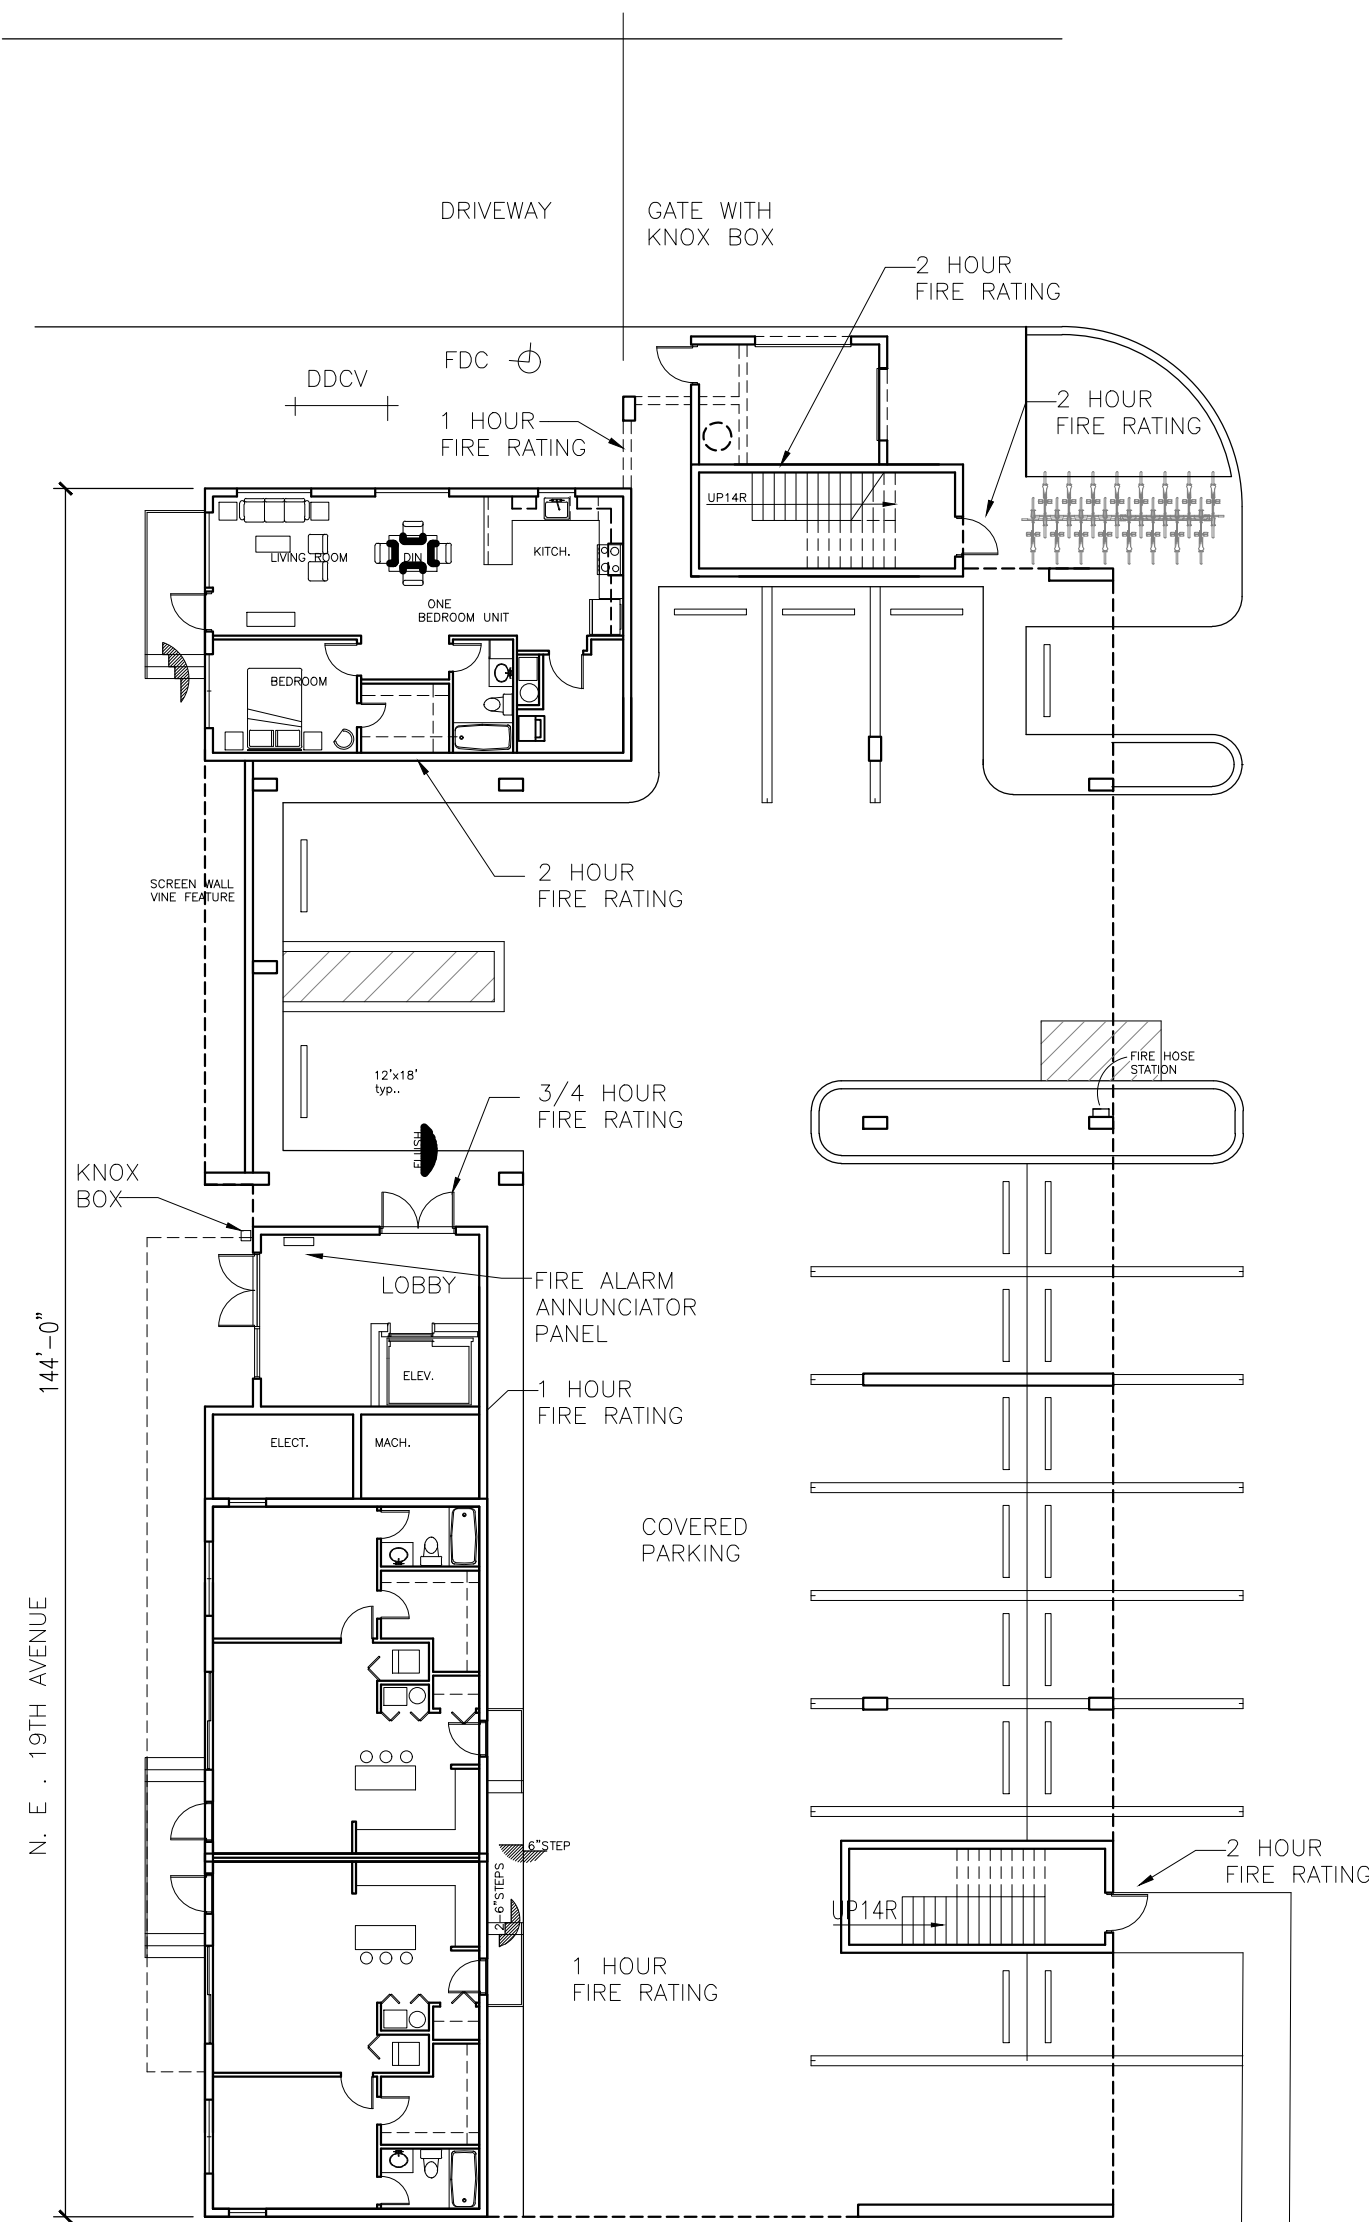 DRIVEWAY
GATE WITH
KNOX BOX
2 HOUR
FIRE RATING
FDC
DDCV
1 HOUR
FIRE RATING
2 HOUR
FIRE RATING
UP14R
LIVING ROOM
DIN
KITCH.
ONE
BEDROOM UNIT
BEDROOM
2 HOUR
FIRE RATING
SCREEN WALL
VINE FEATURE
12'x18'
typ..
FIRE HOSE
STATION
3/4 HOUR
FIRE RATING
FLUSH
KNOX
BOX
LOBBY
FIRE ALARM
ANNUNCIATOR
PANEL
144'-0"
ELEV.
1 HOUR
FIRE RATING
ELECT.
MACH.
COVERED
PARKING
N. E . 19TH AVENUE
6"STEP
2-6"STEPS
2 HOUR
FIRE RATING
UP14R
1 HOUR
FIRE RATING